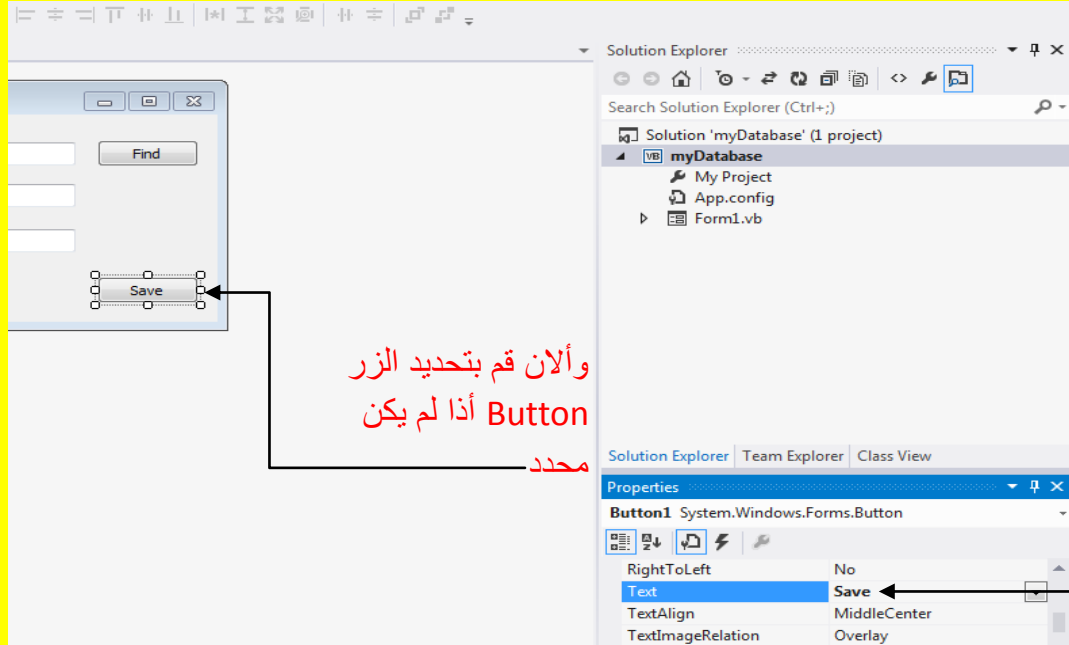 Solution Explorer
Search Solution Explorer (Ctrl+;)
Solution 'myDatabase' (1 project)
VB myDatabase
My Project
App.config
Form1.vb
Find
Save
وألان قم بتحديد الزر
Button أذا لم يكن
محدد
Solution Explorer Team Explorer Class View
Properties
Button1 System.Windows.Forms.Button
RightToLeft No
Text Save
TextAlign MiddleCenter
TextImageRelation Overlay